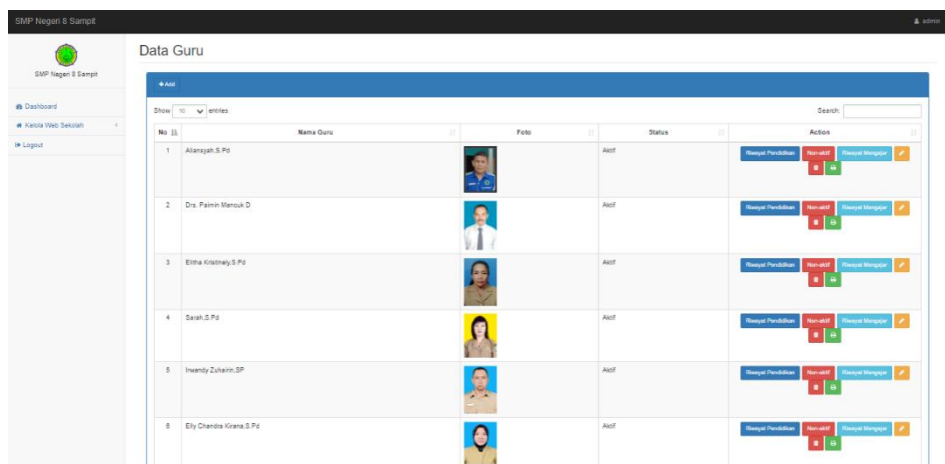 SMP Negeri 8 Sampit
admin
SMP Negeri 8 Sampit
Dashboard
Kelola Web Sekolah
Logout
Data Guru
+Add
Show 10 entries
Search:
No Nama Guru Foto Status Action
1 Aliansyah,S.Pd Aktif Riwayat Pendidikan Non-aktif Riwayat Mengajar
2 Drs. Paimin Manouk D Aktif Riwayat Pendidikan Non-aktif Riwayat Mengajar
3 Elitha Kristinely,S.Pd Aktif Riwayat Pendidikan Non-aktif Riwayat Mengajar
4 Sarah,S.Pd Aktif Riwayat Pendidikan Non-aktif Riwayat Mengajar
5 Irwandy Zuhairin,SP Aktif Riwayat Pendidikan Non-aktif Riwayat Mengajar
6 Elly Chandra Kirana,S.Pd Aktif Riwayat Pendidikan Non-aktif Riwayat Mengajar